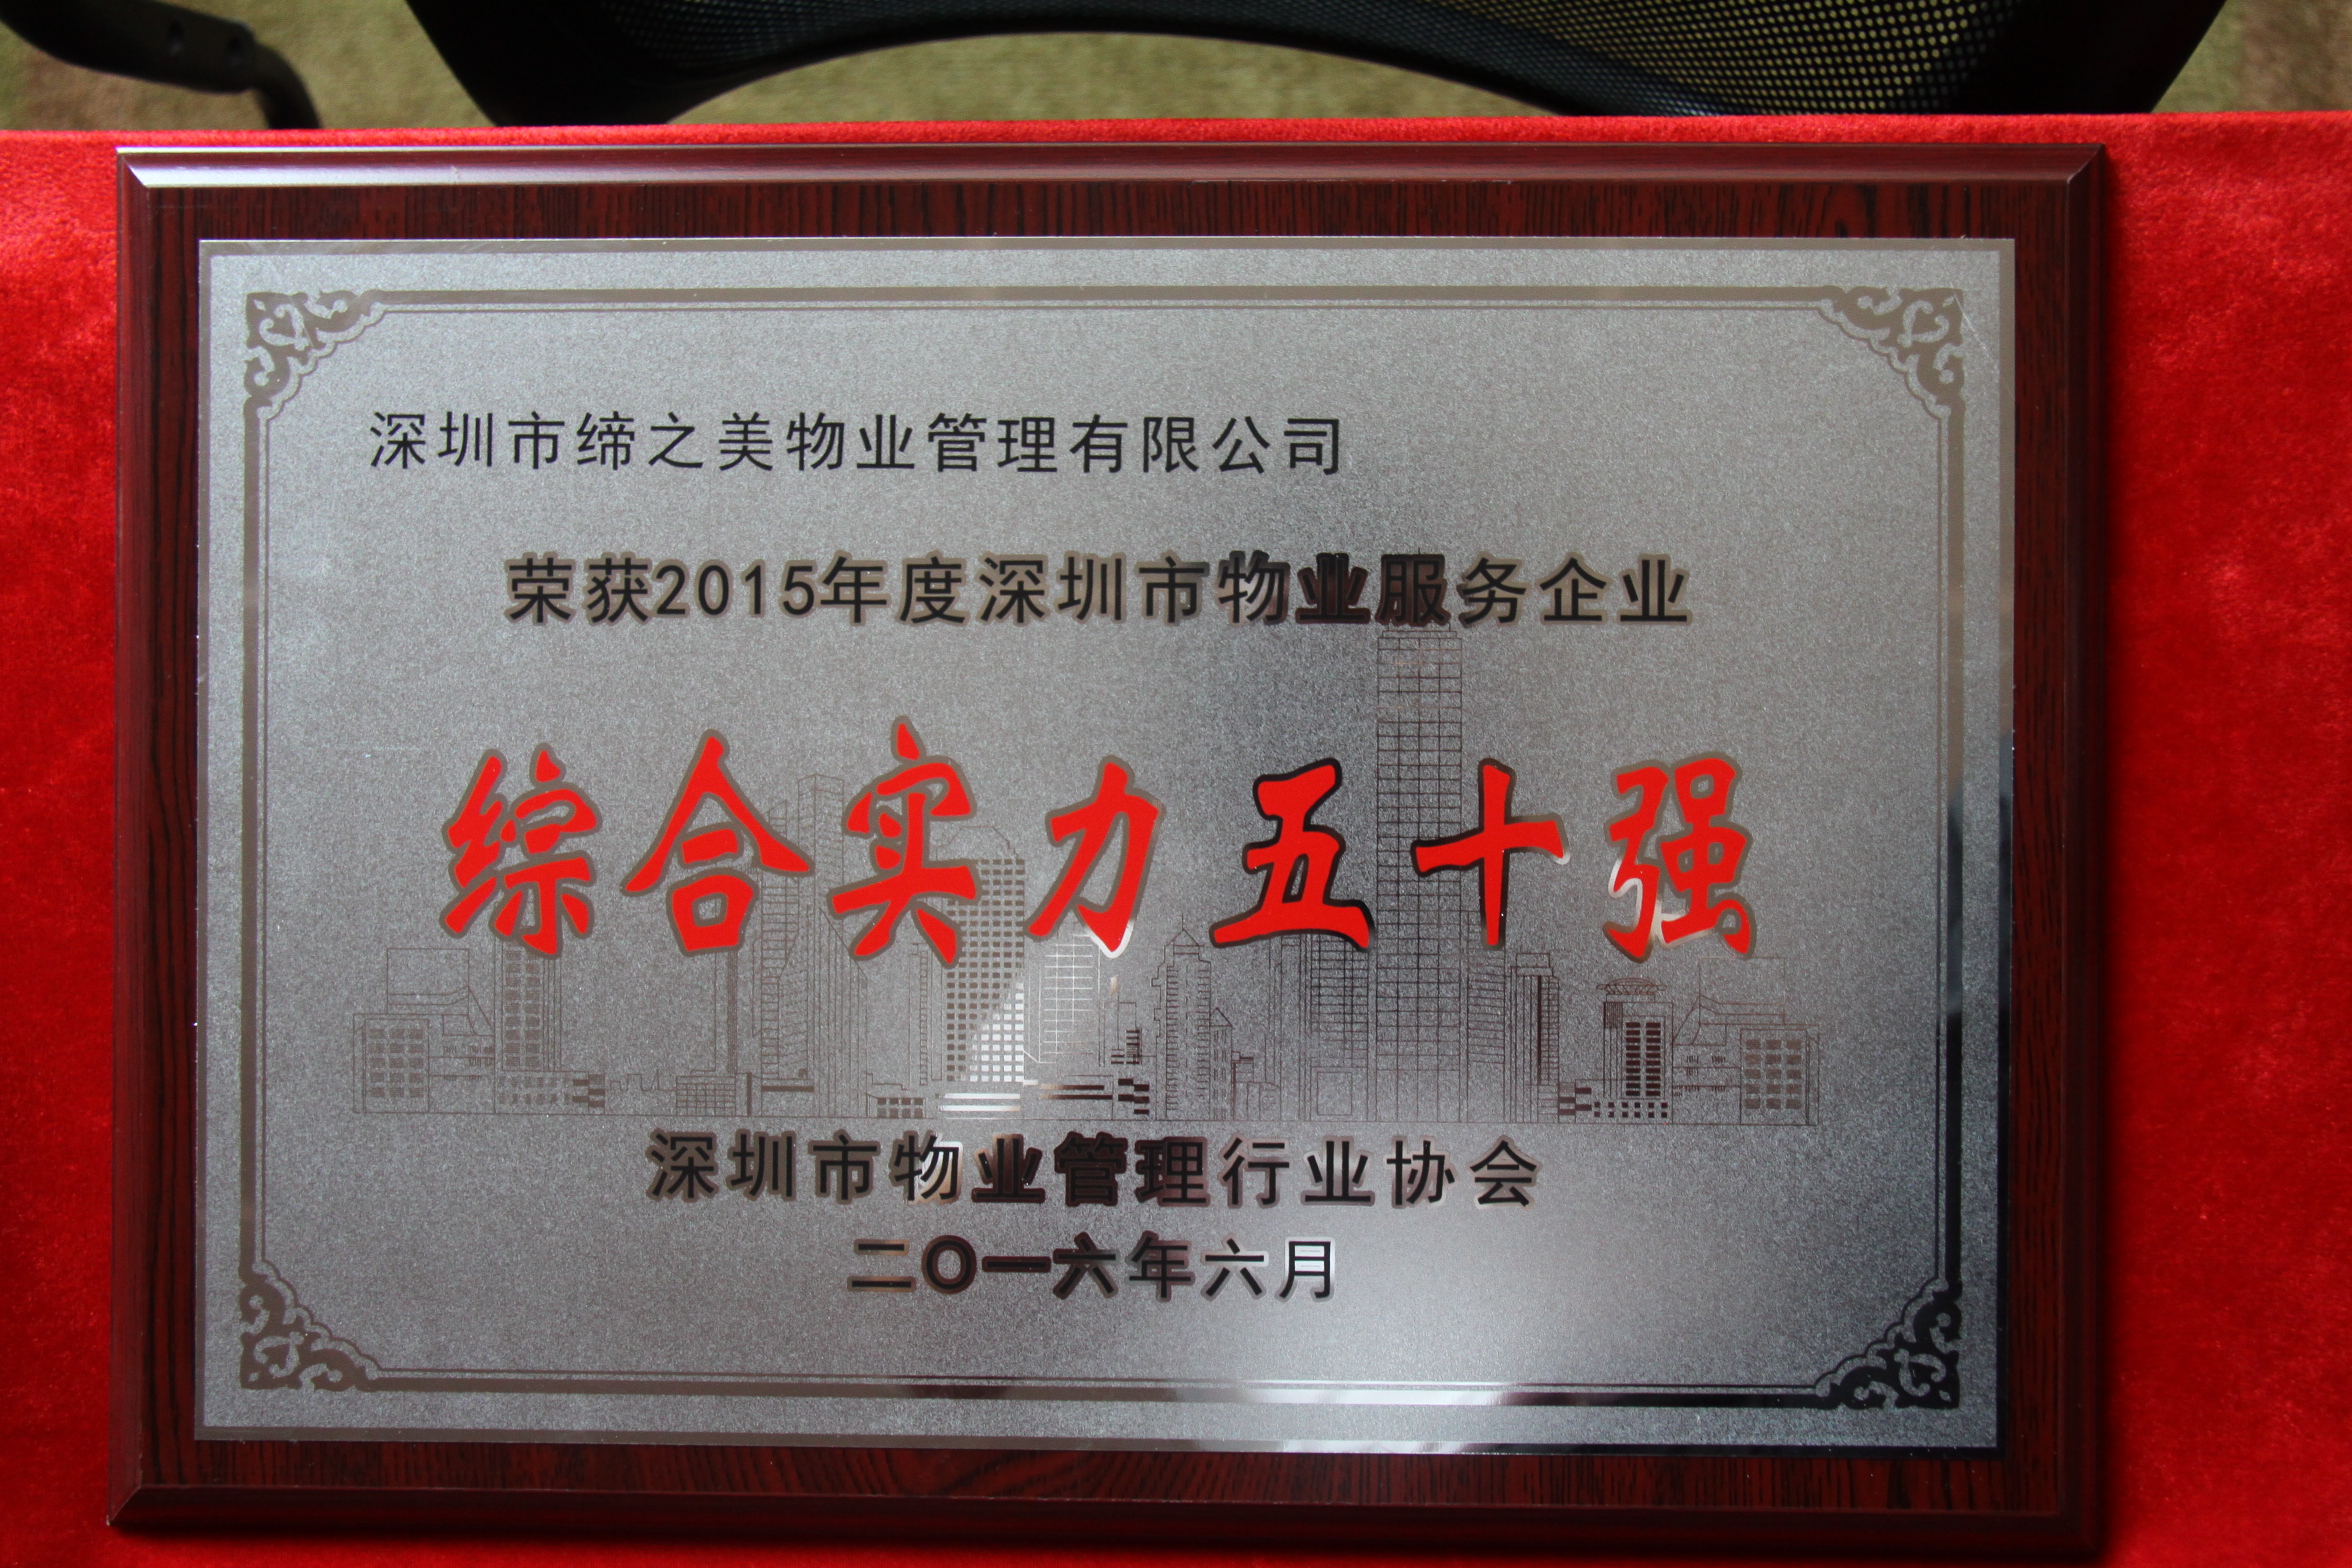 深圳市缔之美物业管理有限公司
荣获2015年度深圳市物业服务企业
综合实力五十强
深圳市物业管理行业协会
二〇一六年六月